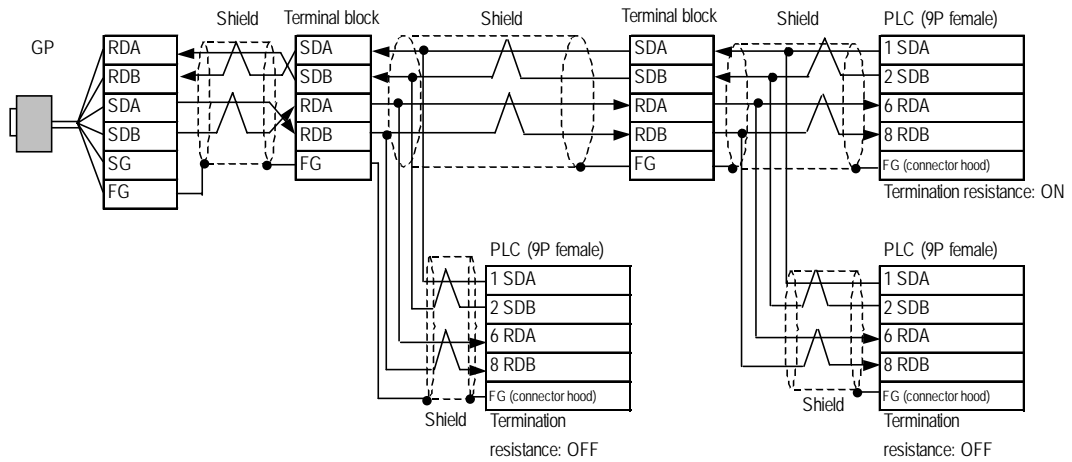 Shield
Terminal block
Shield
Terminal block
Shield
PLC (9P female)
GP
RDA
RDB
SDA
SDB
SG
FG
SDA
SDB
RDA
RDB
FG
SDA
SDB
RDA
RDB
FG
1 SDA
2 SDB
6 RDA
8 RDB
FG (connector hood)
Termination resistance: ON
PLC (9P female)
1 SDA
2 SDB
6 RDA
8 RDB
FG (connector hood)
Shield
Termination
resistance: OFF
PLC (9P female)
1 SDA
2 SDB
6 RDA
8 RDB
FG (connector hood)
Shield
Termination
resistance: OFF